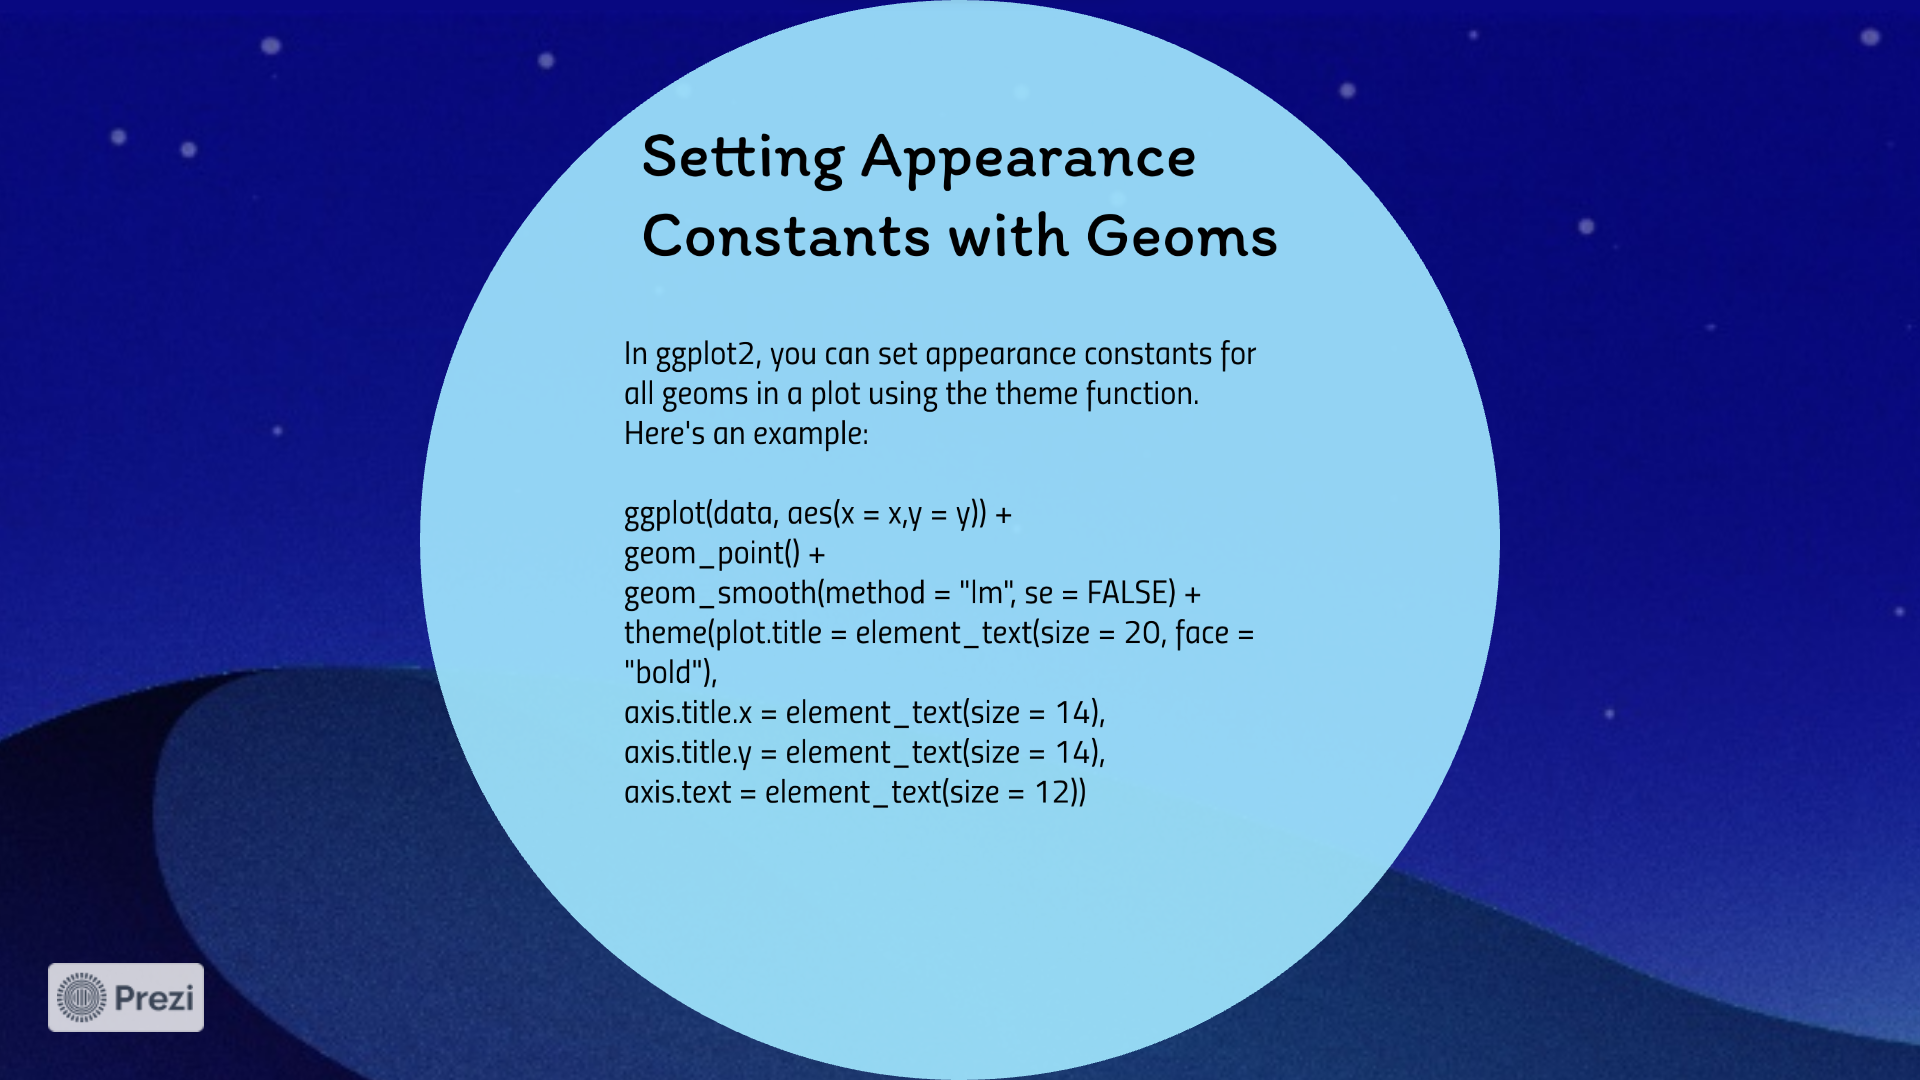 Setting Appearance
Constants with Geoms
In ggplot2, you can set appearance constants for
all geoms in a plot using the theme function.
Here's an example:
ggplot(data, aes(x = x,y = y)) +
geom_point() +
geom_smooth(method = "lm", se = FALSE) +
theme(plot.title = element_text(size = 20, face =
"bold"),
axis.title.x = element_text(size = 14),
axis.title.y = element_text(size = 14),
axis.text = element_text(size = 12))
Prezi